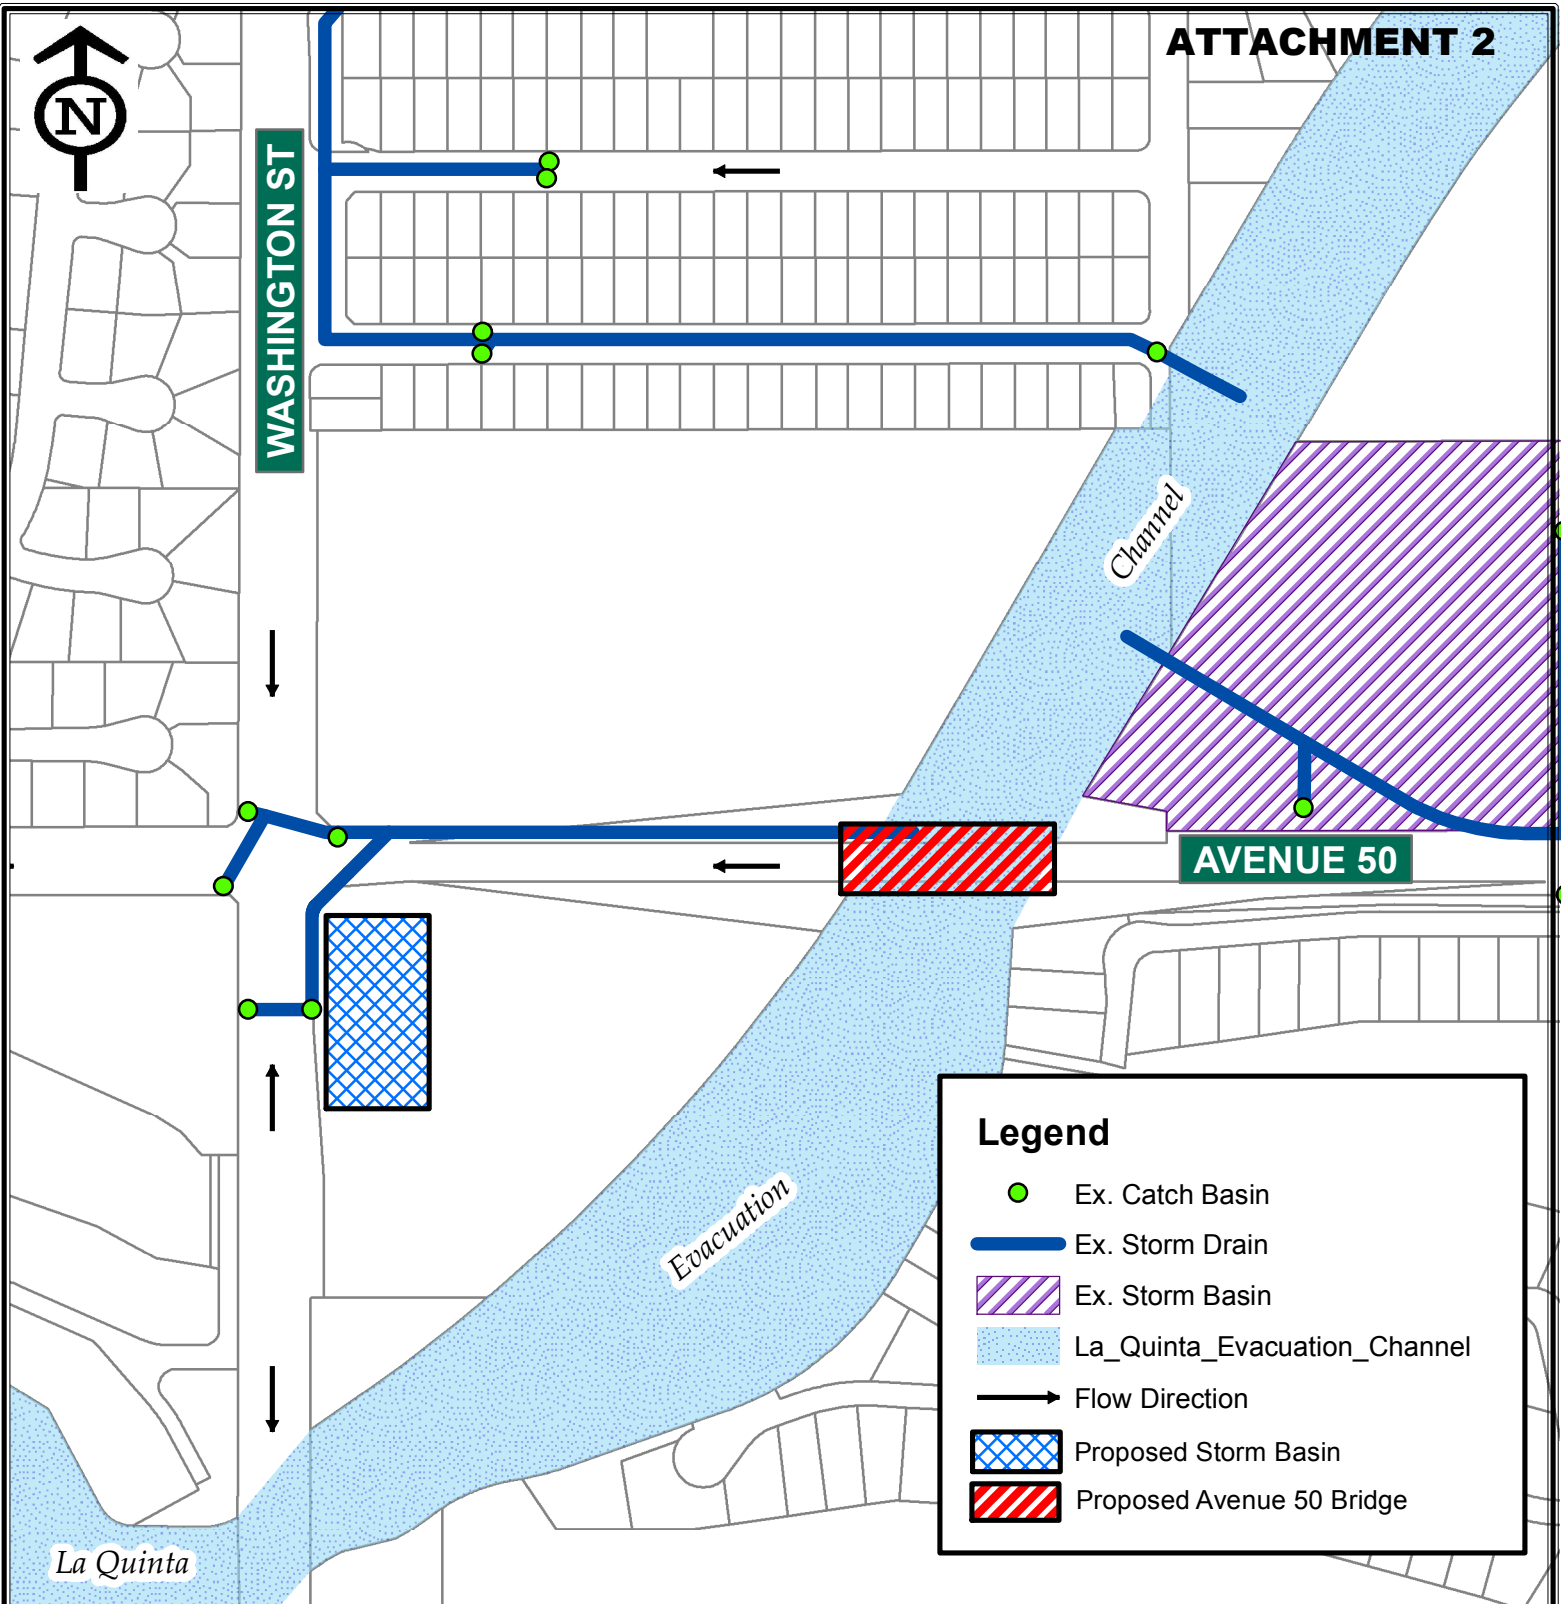 ATTACHMENT 2
N
WASHINGTON ST
Channel
AVENUE 50
Evacuation
La Quinta
Legend
Ex. Catch Basin
Ex. Storm Drain
Ex. Storm Basin
La_Quinta_Evacuation_Channel
Flow Direction
Proposed Storm Basin
Proposed Avenue 50 Bridge